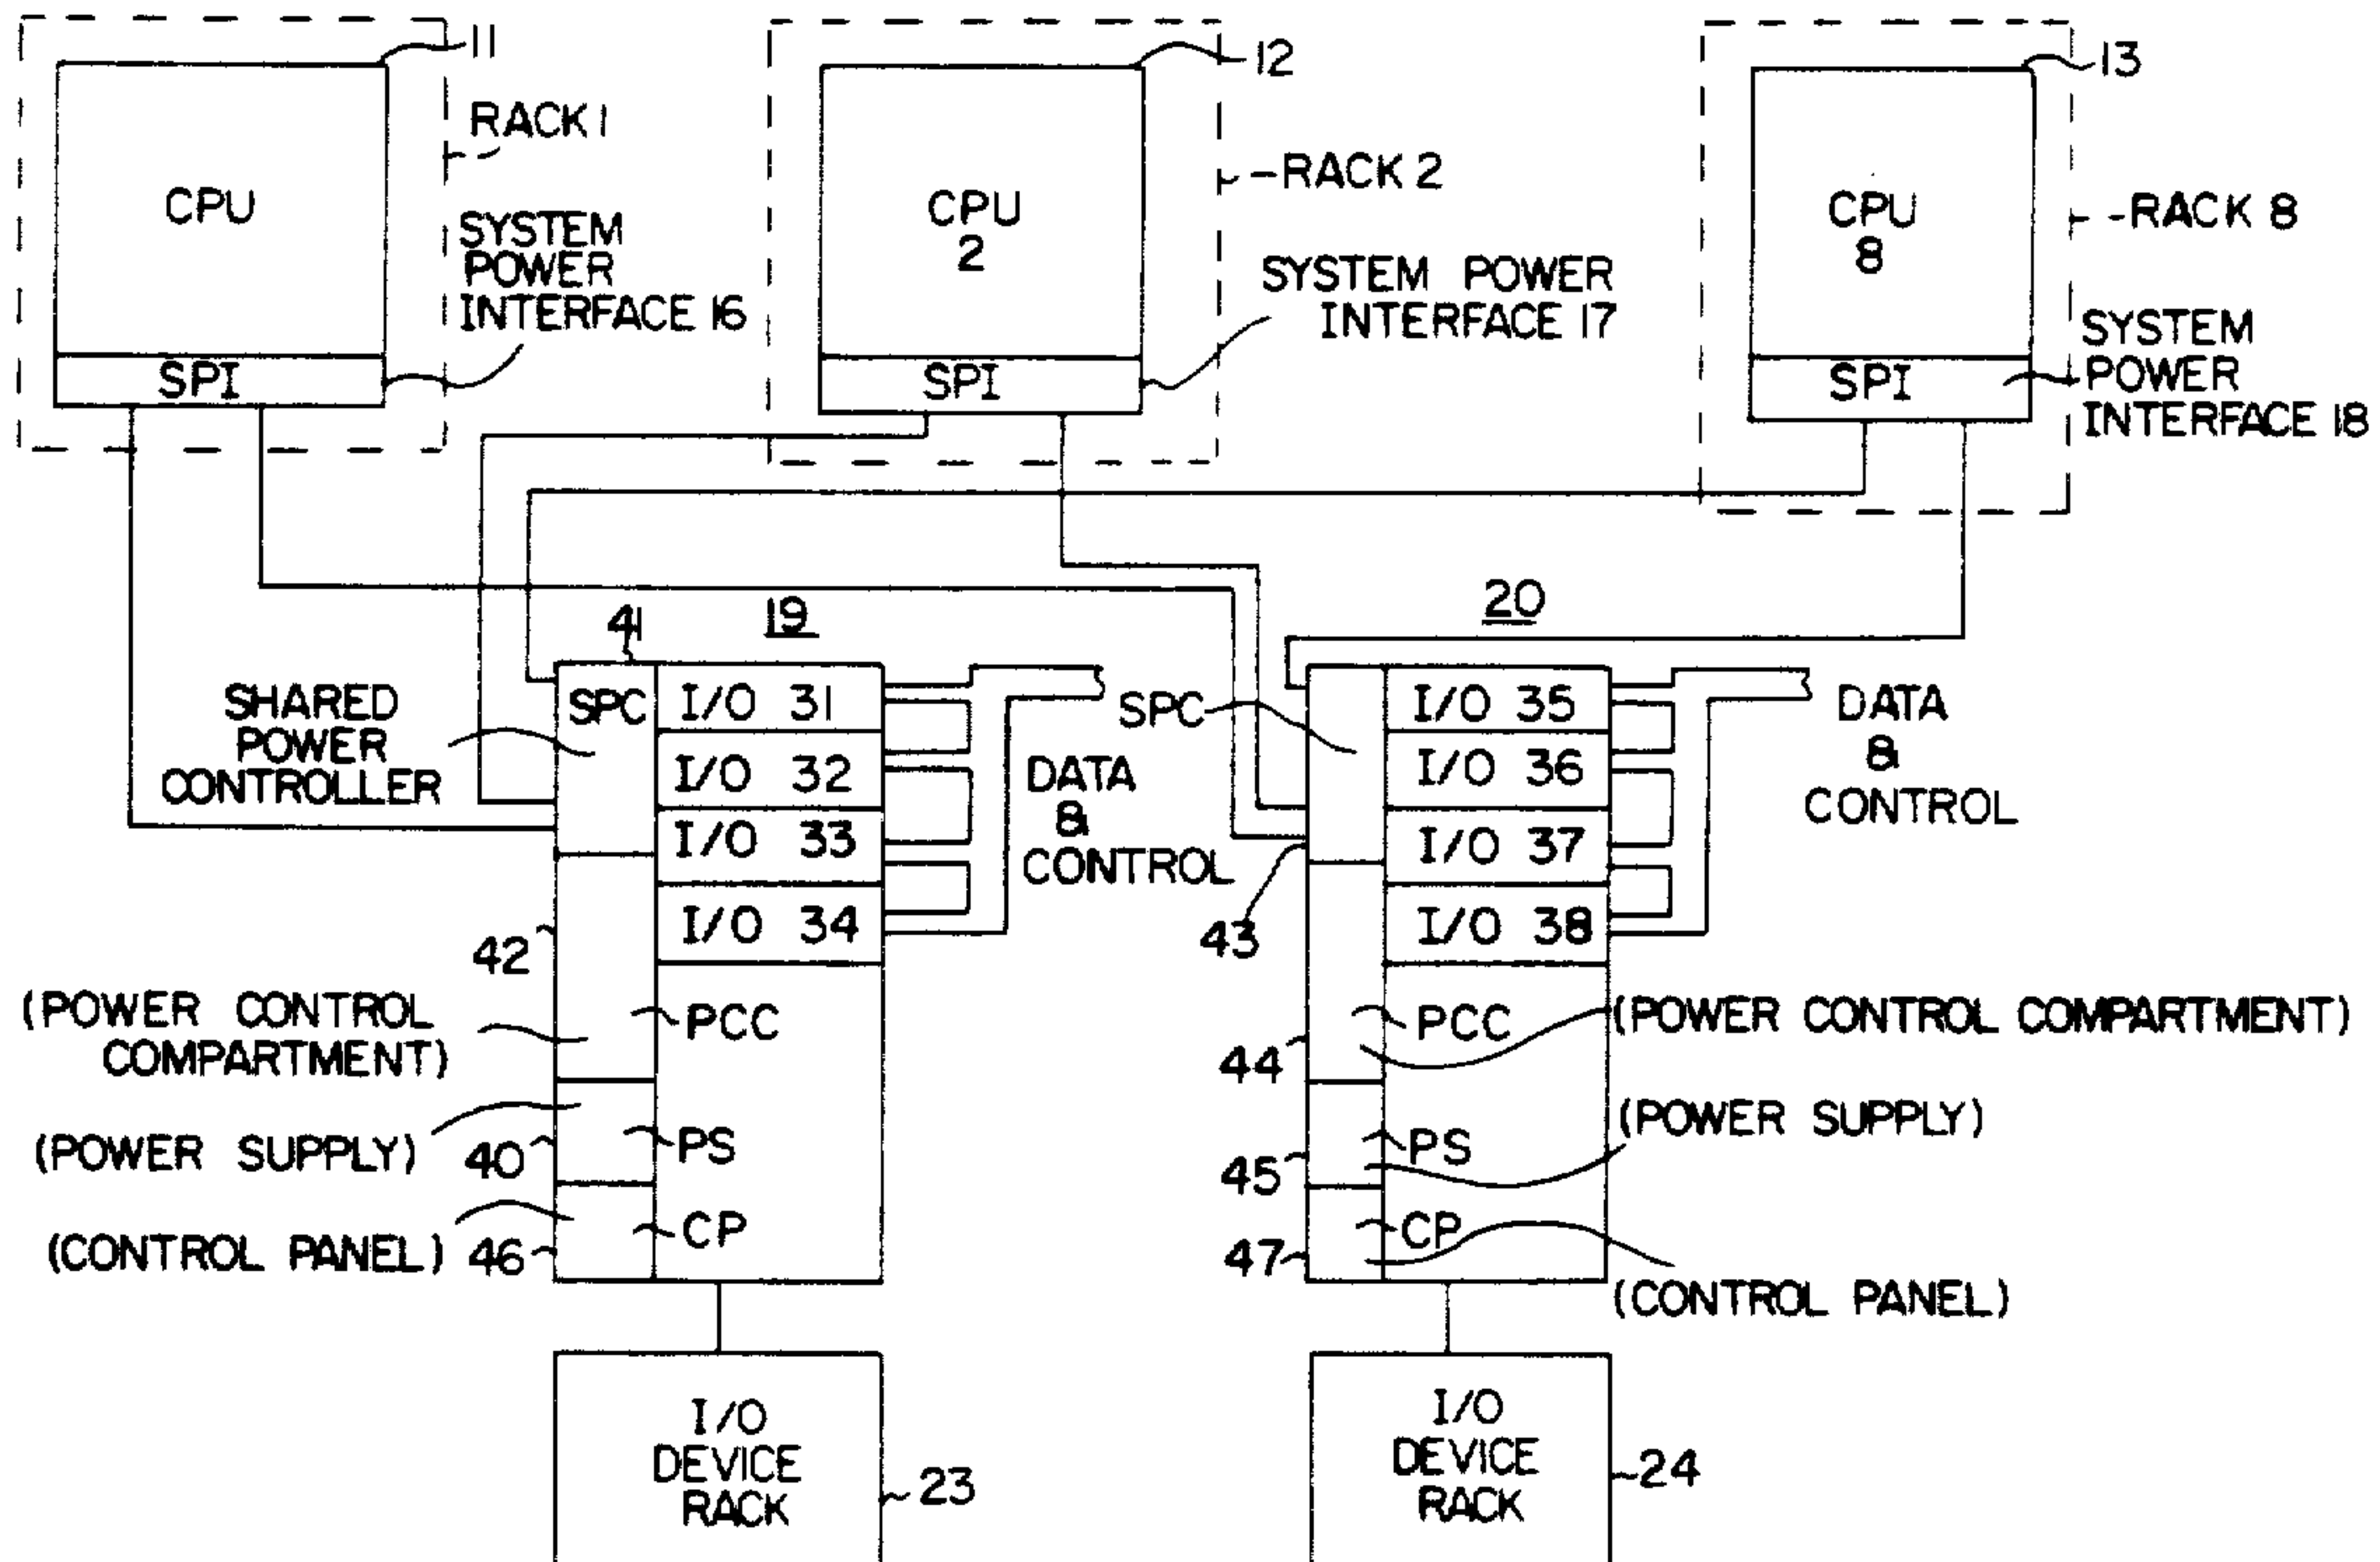 11
RACK 1
CPU
SYSTEM
POWER
INTERFACE 16
SPI
12
RACK 2
CPU
2
SYSTEM POWER
INTERFACE 17
SPI
13
RACK 8
CPU
8
SYSTEM
POWER
INTERFACE 18
SPI
41
19
SHARED
POWER
CONTROLLER
SPC
I/O 31
I/O 32
I/O 33
I/O 34
DATA
&
CONTROL
42
(POWER CONTROL
COMPARTMENT)
PCC
(POWER SUPPLY)
40
PS
(CONTROL PANEL)
46
CP
I/O
DEVICE
RACK
23
20
SPC
I/O 35
I/O 36
I/O 37
I/O 38
DATA
&
CONTROL
43
44
PCC
(POWER CONTROL COMPARTMENT)
45
PS
(POWER SUPPLY)
47
CP
(CONTROL PANEL)
I/O
DEVICE
RACK
24